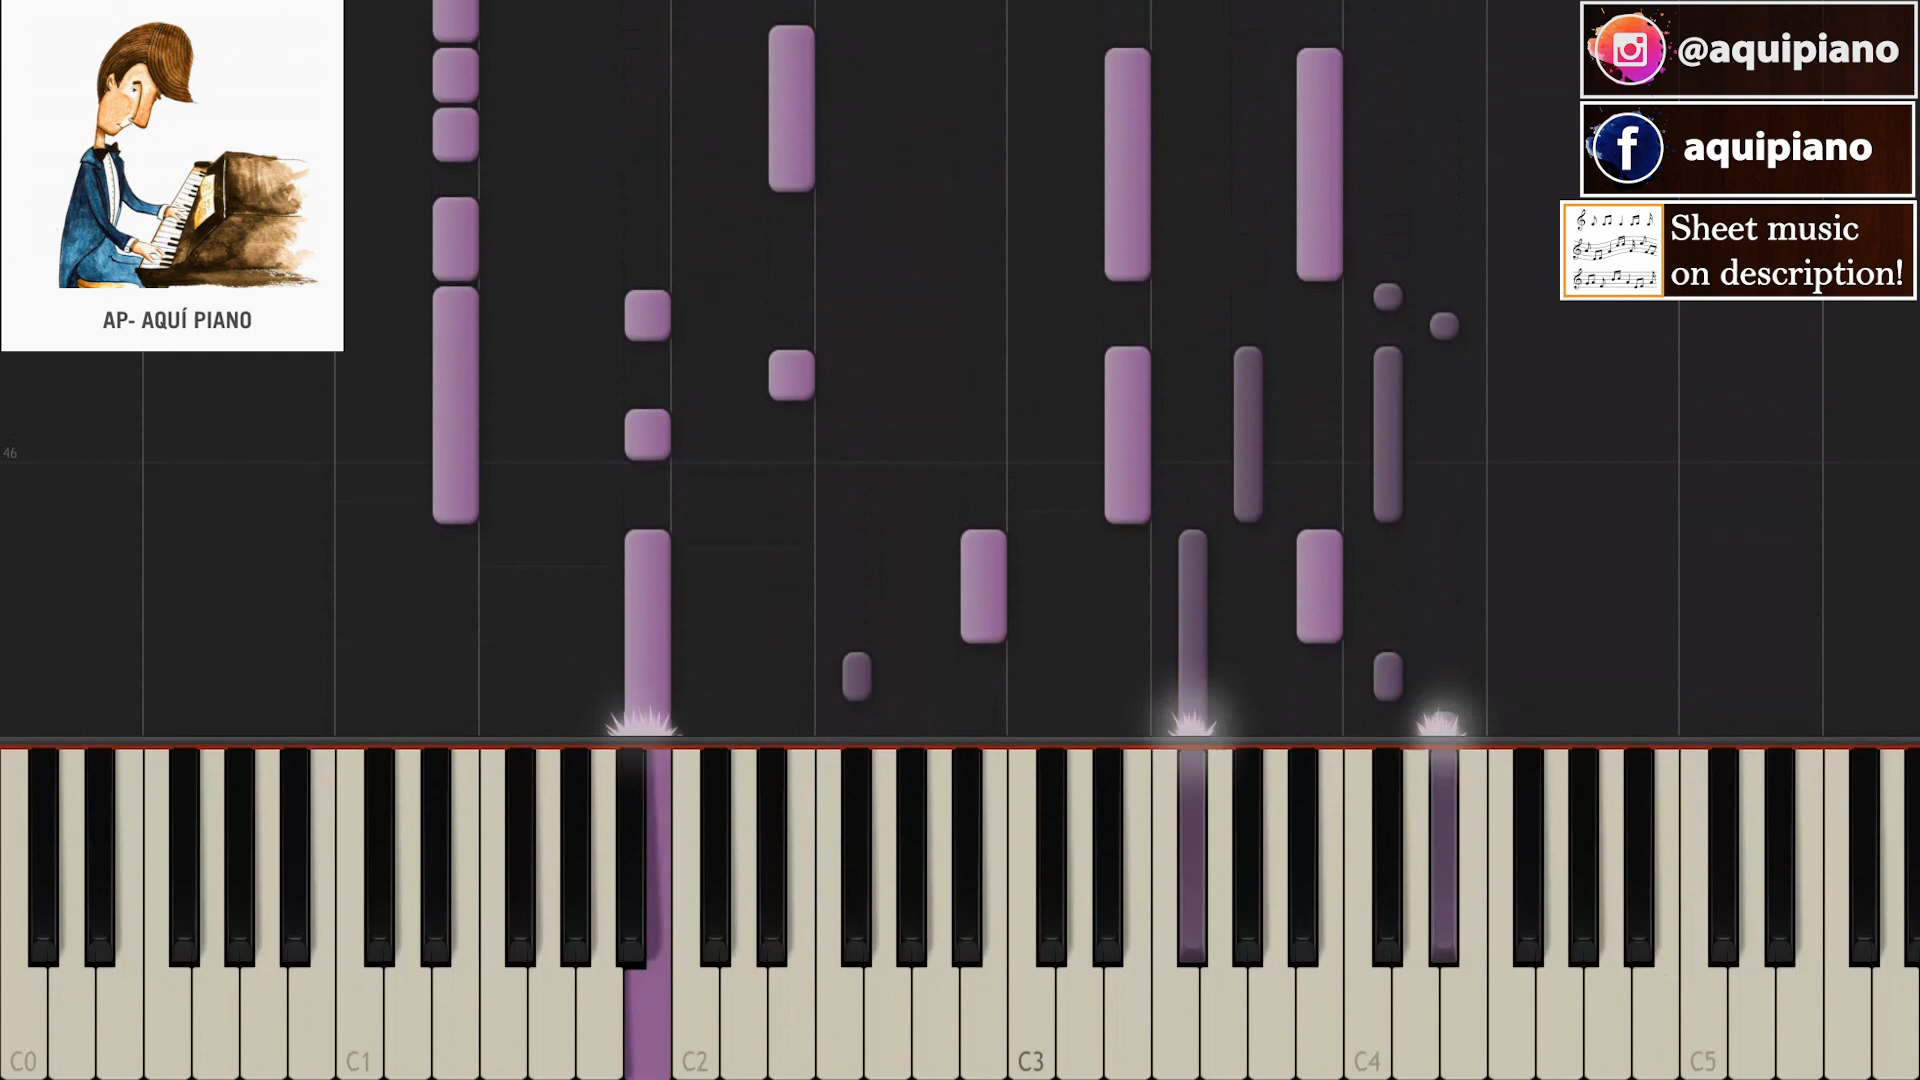 AP- AQUÍ PIANO
@aquipiano
aquipiano
Sheet music
on description!
46
C0
C1
C2
C3
C4
C5